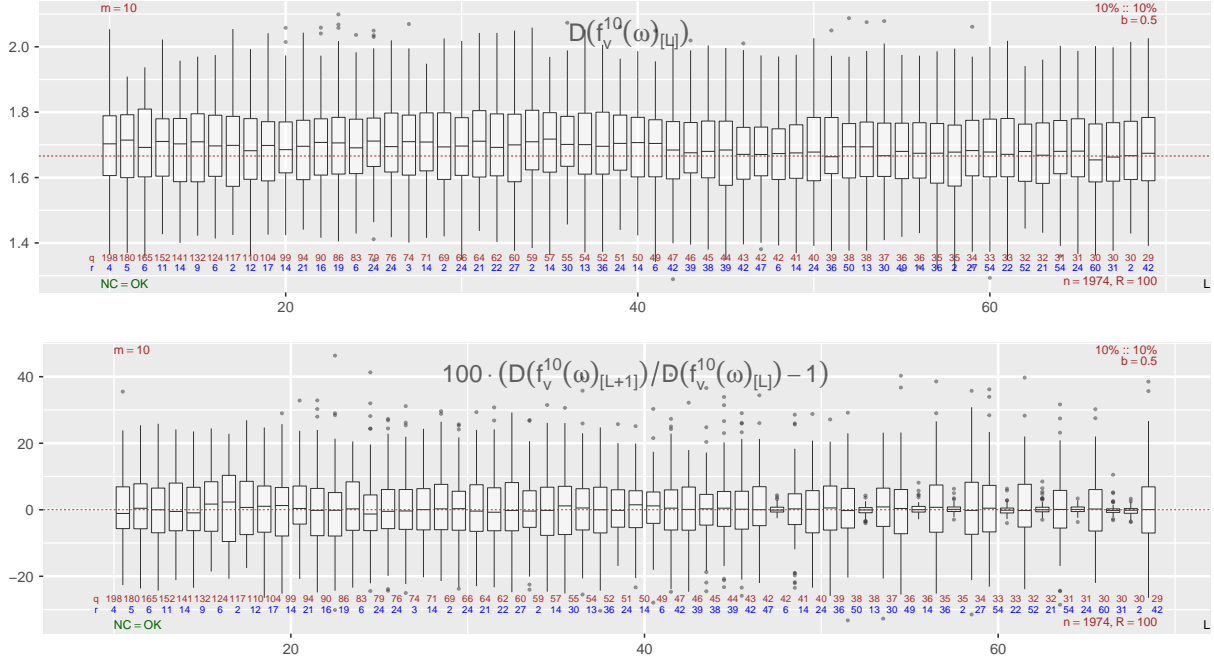 m = 10
10% :: 10%
b = 0.5
D(f_v^10(ω)_[L])
2.0
1.8
1.6
1.4
q 198 180 165 152 141 132 124 117 110 104 99 94 90 86 83 79 76 74 71 69 66 64 62 60 59 57 55 54 52 51 50 49 47 46 45 44 43 42 42 41 40 39 38 38 37 36 36 35 35 34 33 33 32 32 31 31 30 30 30 29
r 4 5 6 11 14 9 6 2 12 17 14 21 16 19 6 24 24 3 14 2 24 21 22 27 2 14 30 13 36 24 14 6 42 39 38 39 42 47 6 14 24 36 50 13 30 49 14 36 2 27 54 22 52 21 54 24 60 31 2 42
NC = OK
n = 1974, R = 100
L
20
40
60
m = 10
10% :: 10%
b = 0.5
100 · (D(f_v^10(ω)_[L+1])/D(f_v^10(ω)_[L]) − 1)
40
20
0
−20
q 198 180 165 152 141 132 124 117 110 104 99 94 90 86 83 79 76 74 71 69 66 64 62 60 59 57 55 54 52 51 50 49 47 46 45 44 43 42 42 41 40 39 38 38 37 36 36 35 35 34 33 33 32 32 31 31 30 30 30 29
r 4 5 6 11 14 9 6 2 12 17 14 21 16 19 6 24 24 3 14 2 24 21 22 27 2 14 30 13 36 24 14 6 42 39 38 39 42 47 6 14 24 36 50 13 30 49 14 36 2 27 54 22 52 21 54 24 60 31 2 42
NC = OK
n = 1974, R = 100
L
20
40
60